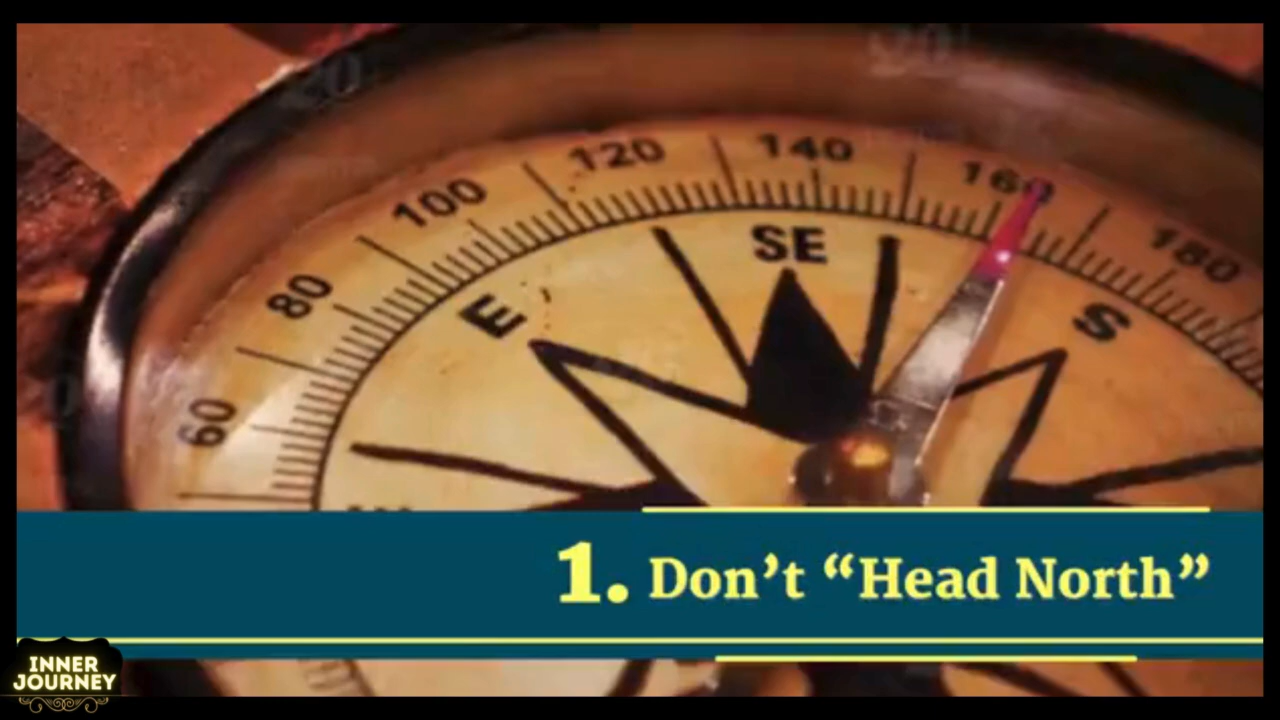 120
140
160
100
180
80
SE
E
S
60
1. Don’t “Head North”
INNER
JOURNEY